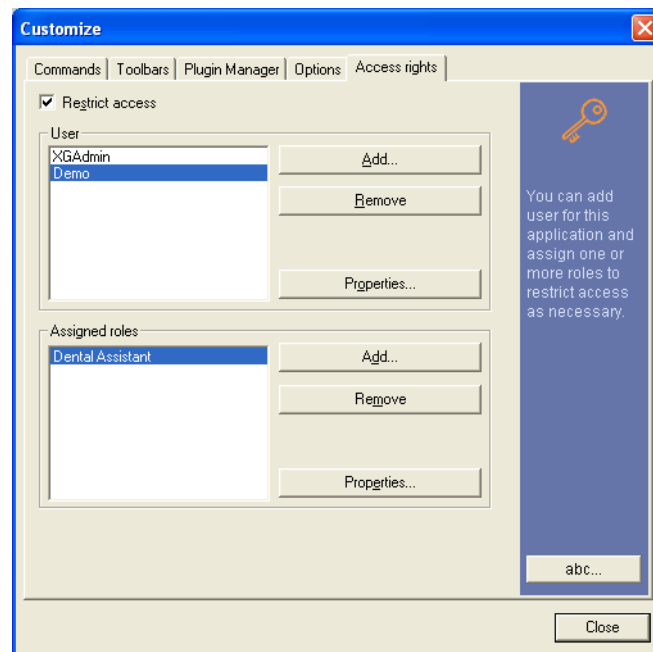 Customize
Commands
Toolbars
Plugin Manager
Options
Access rights
Restrict access
User
XGAdmin
Demo
Add...
Remove
Properties...
Assigned roles
Dental Assistant
Add...
Remove
Properties...
You can add
user for this
application and
assign one or
more roles to
restrict access
as necessary.
abc...
Close